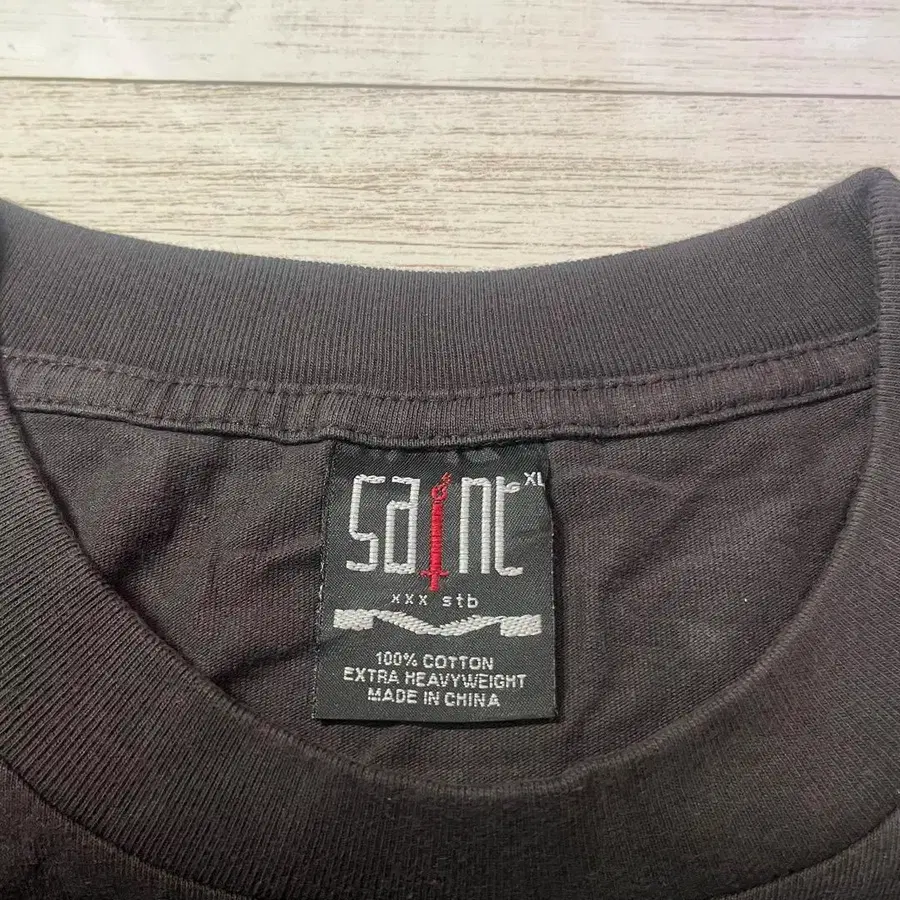 saint XL
xxx stb
100% COTTON
EXTRA HEAVYWEIGHT
MADE IN CHINA